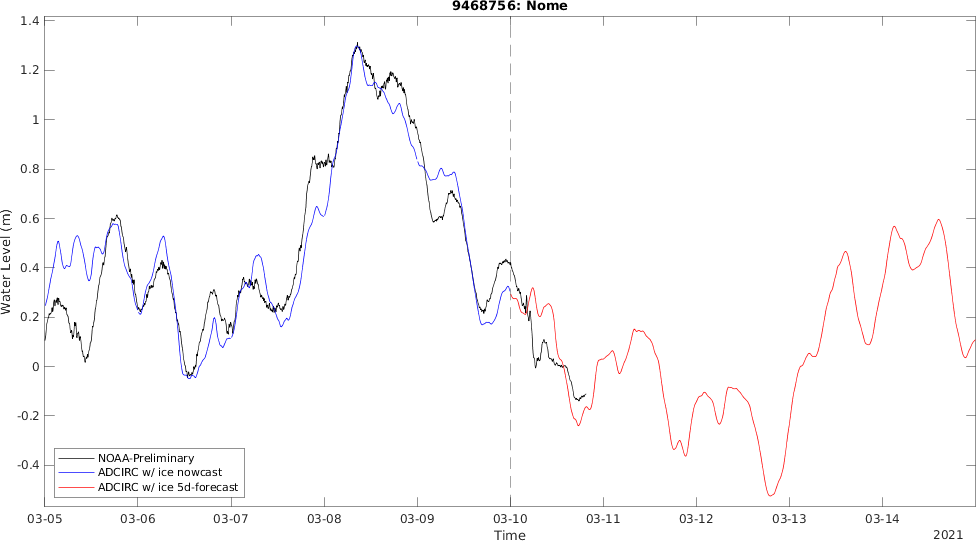 9468756: Nome
1.4
1.2
1
0.8
0.6
0.4
0.2
0
-0.2
-0.4
Water Level (m)
NOAA-Preliminary
ADCIRC w/ ice nowcast
ADCIRC w/ ice 5d-forecast
03-05 03-06 03-07 03-08 03-09 03-10 03-11 03-12 03-13 03-14
Time
2021